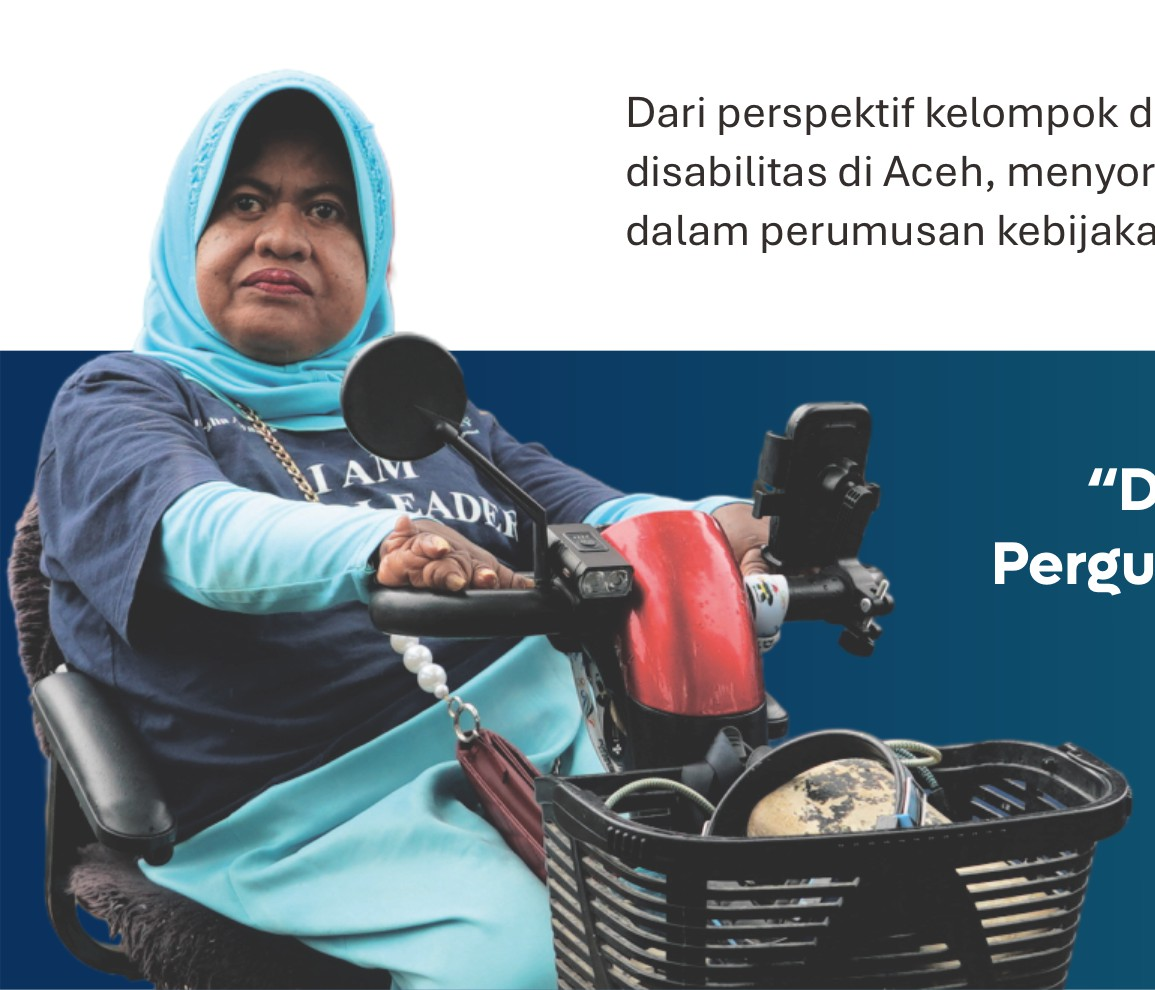 Dari perspektif kelompok d
disabilitas di Aceh, menyor
dalam perumusan kebijaka
I AM
LEADER
“D
Pergu